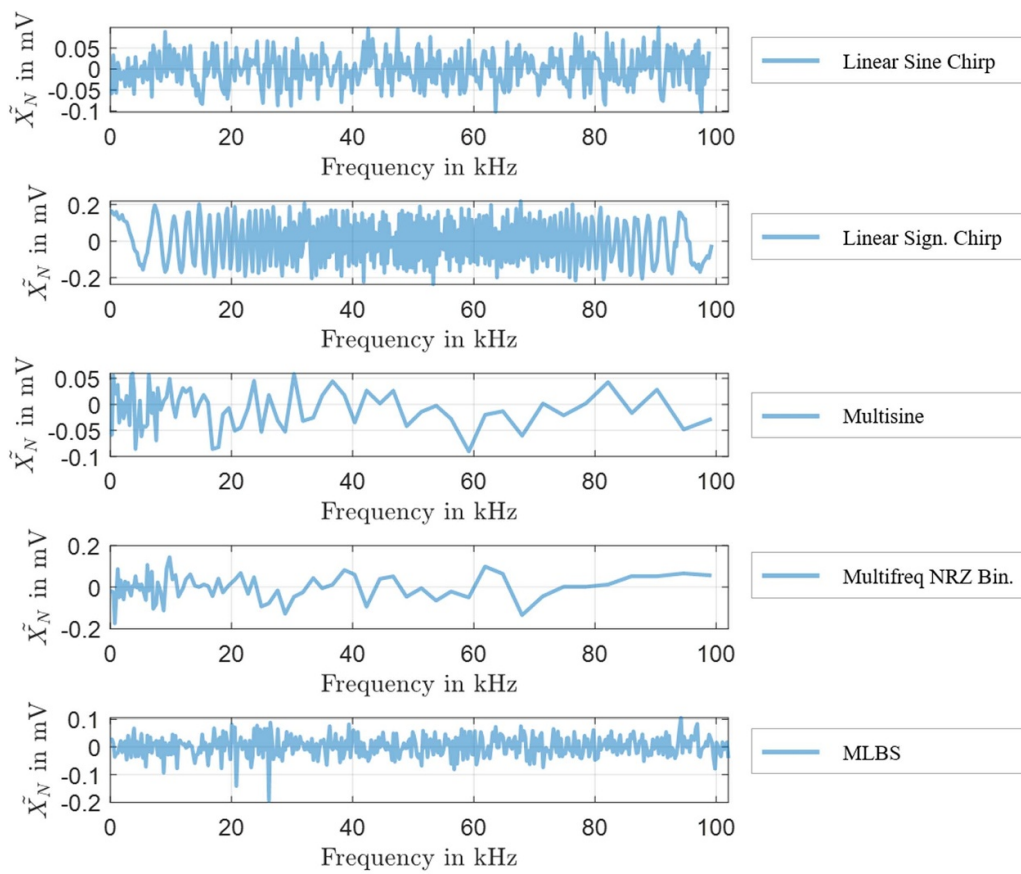 X̃_N in mV
0.05
0
-0.05
-0.1
0 20 40 60 80 100
Frequency in kHz
Linear Sine Chirp
X̃_N in mV
0.2
0
-0.2
0 20 40 60 80 100
Frequency in kHz
Linear Sign. Chirp
X̃_N in mV
0.05
0
-0.05
-0.1
0 20 40 60 80 100
Frequency in kHz
Multisine
X̃_N in mV
0.2
0
-0.2
0 20 40 60 80 100
Frequency in kHz
Multifreq NRZ Bin.
X̃_N in mV
0.1
0
-0.1
-0.2
0 20 40 60 80 100
Frequency in kHz
MLBS